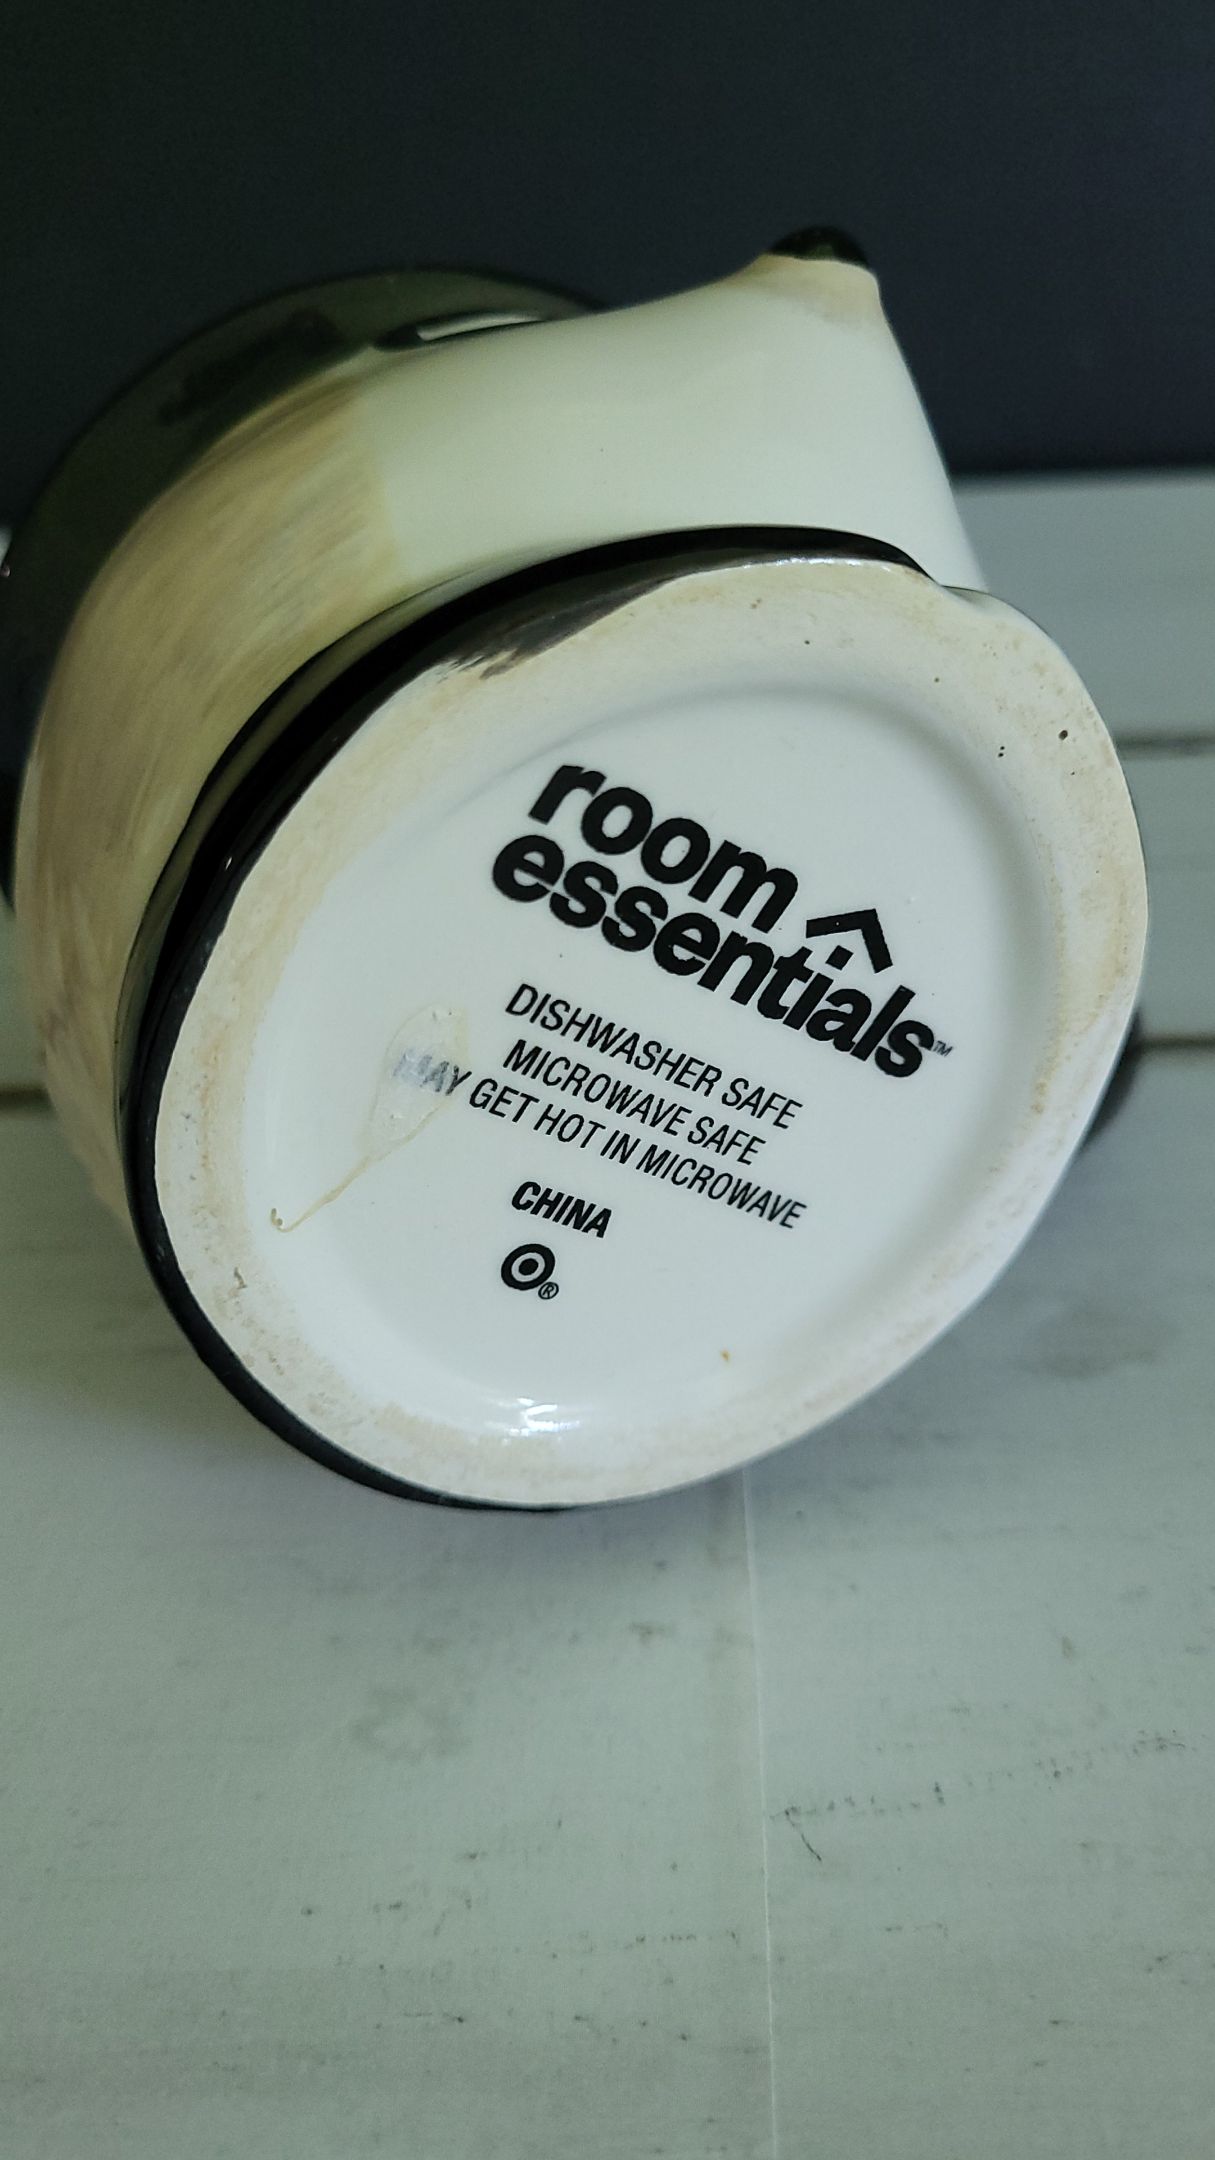 room
essentials™
DISHWASHER SAFE
MICROWAVE SAFE
MAY GET HOT IN MICROWAVE
CHINA
®